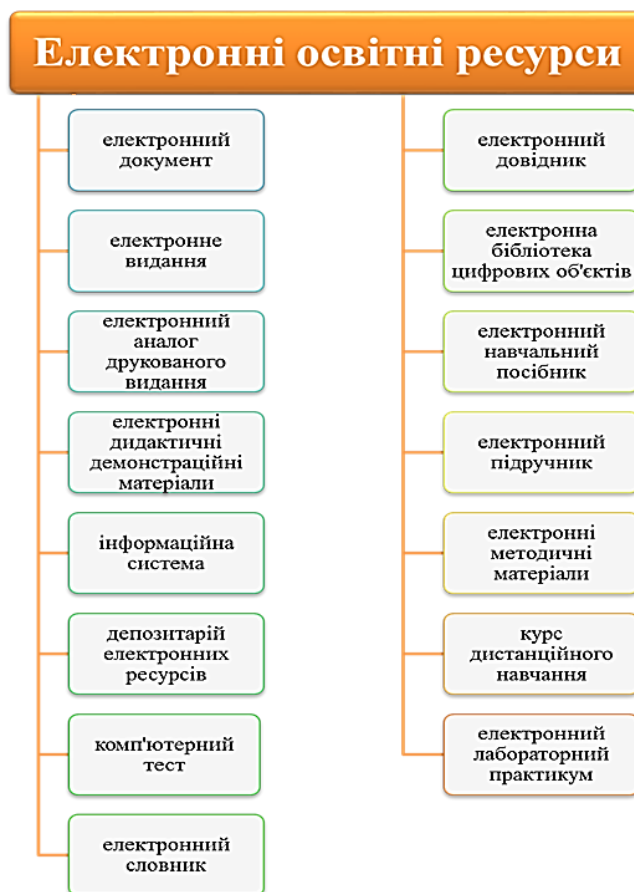 Електронні освітні ресурси
електронний
документ
електронне
видання
електронний
аналог
друкованого
видання
електронні
дидактичні
демонстраційні
матеріали
інформаційна
система
депозитарій
електронних
ресурсів
комп'ютерний
тест
електронний
словник
електронний
довідник
електронна
бібліотека
цифрових об'єктів
електронний
навчальний
посібник
електронний
підручник
електронні
методичні
матеріали
курс
дистанційного
навчання
електронний
лабораторний
практикум